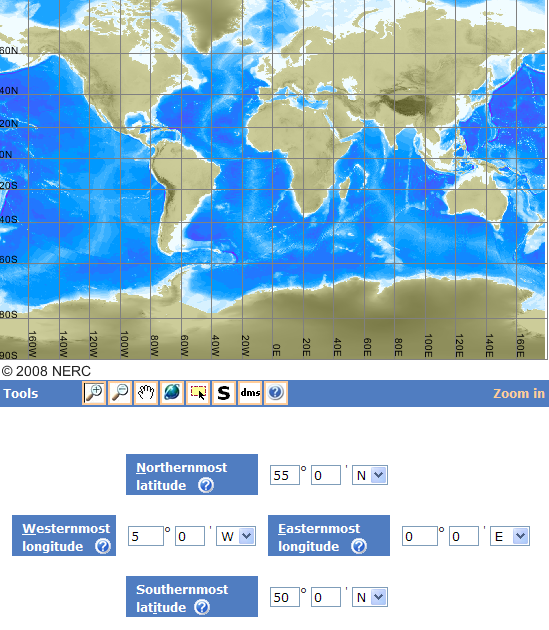 60N
40N
20N
0N
20S
40S
60S
80S
90S
160W 140W 120W 100W 80W 60W 40W 20W 0E 20E 40E 60E 80E 100E 120E 140E 160E
© 2008 NERC
Tools S dms ? Zoom in
Northernmost
latitude ? 55 ° 0 ' N
Westernmost
longitude ? 5 ° 0 ' W
Easternmost
longitude ? 0 ° 0 ' E
Southernmost
latitude ? 50 ° 0 ' N